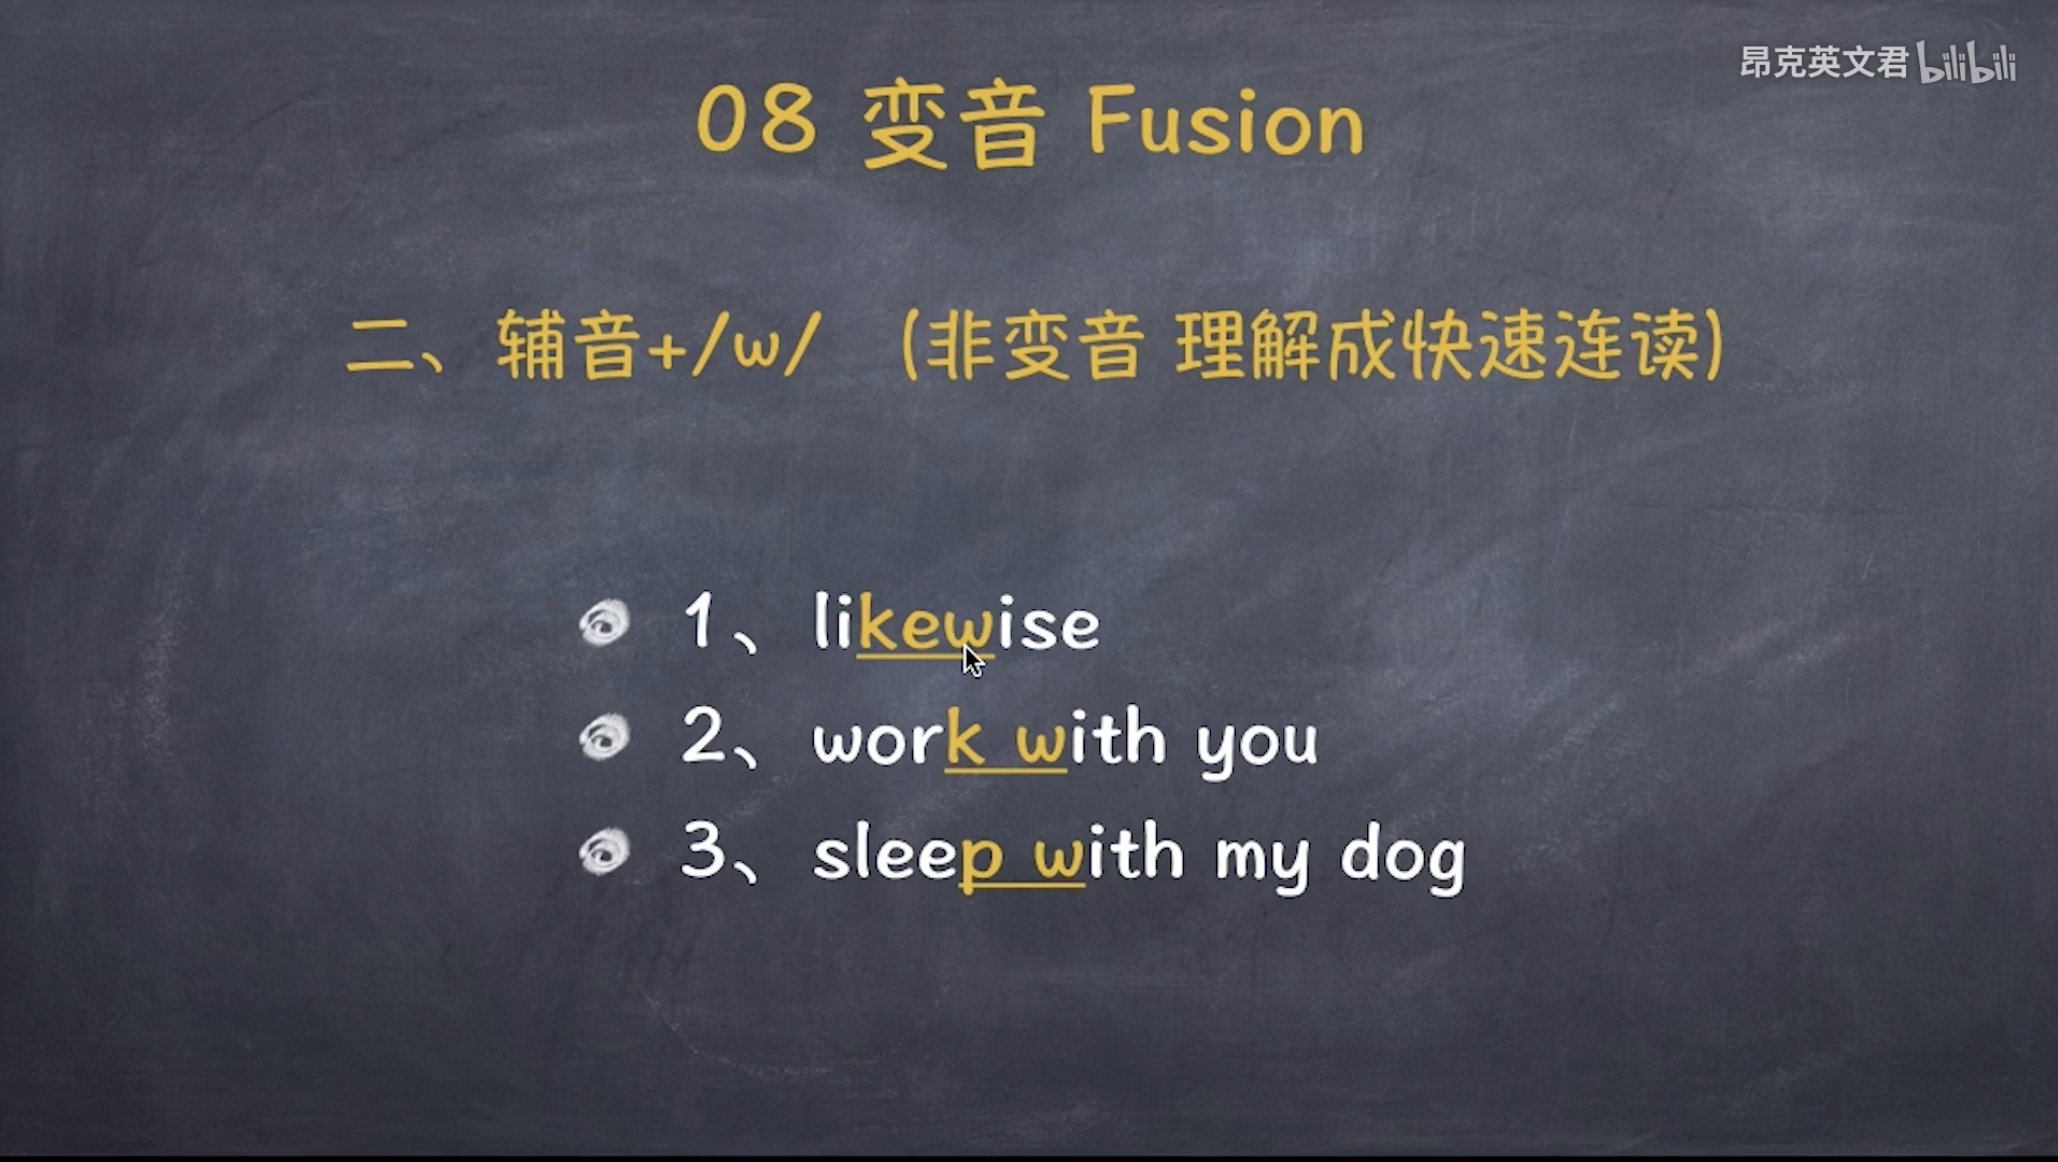 昂克英文君 bilibili
08 变音 Fusion
二、辅音+/w/ (非变音 理解成快速连读)
1、 likewise
2、 work with you
3、 sleep with my dog